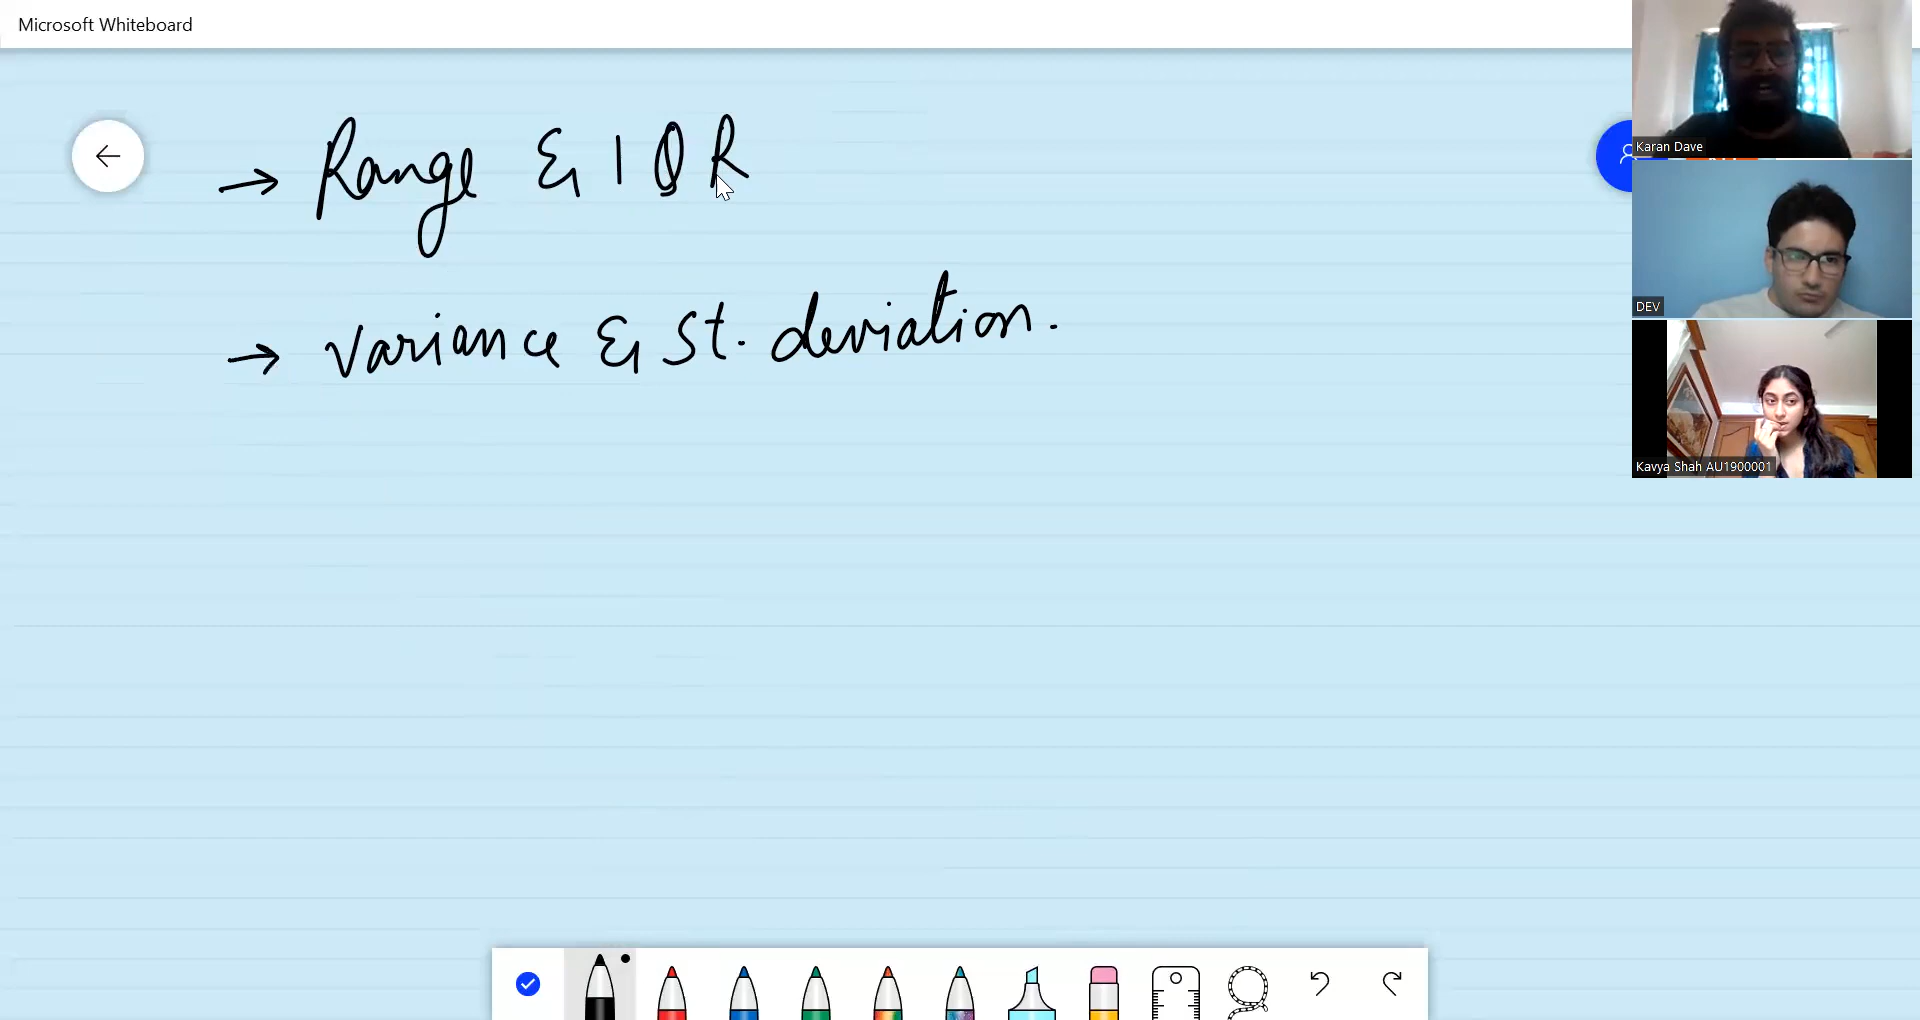 Microsoft Whiteboard
→ Range & IQR
→ Variance & St. deviation.
Karan Dave
DEV
Kavya Shah AU1900001